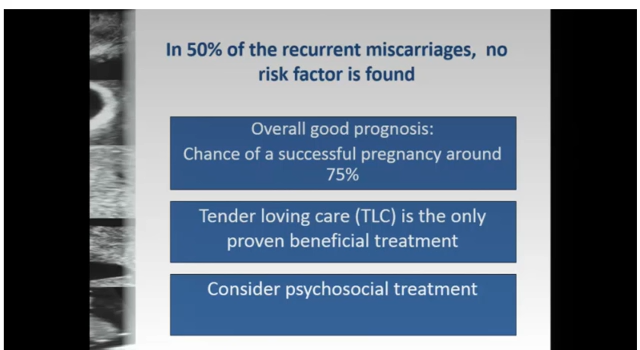 In 50% of the recurrent miscarriages, no
risk factor is found
Overall good prognosis:
Chance of a successful pregnancy around
75%
Tender loving care (TLC) is the only
proven beneficial treatment
Consider psychosocial treatment